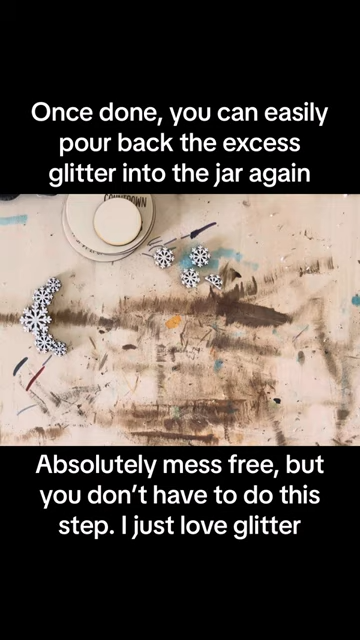 Once done, you can easily
pour back the excess
glitter into the jar again
COUNTDOWN
Absolutely mess free, but
you don’t have to do this
step. I just love glitter